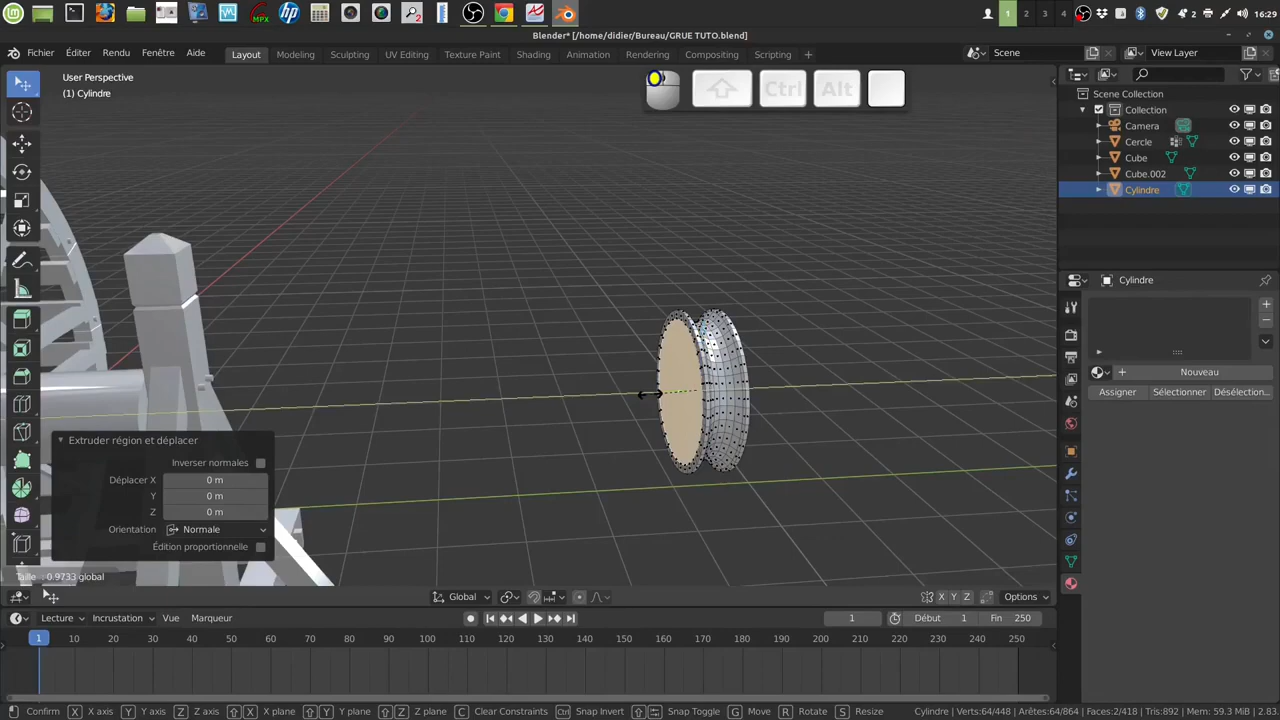 1 2 3 4 16:29
Blender* [/home/didier/Bureau/GRUE TUTO.blend]
Fichier Éditer Rendu Fenêtre Aide Layout Modeling Sculpting UV Editing Texture Paint Shading Animation Rendering Compositing Scripting + Scene View Layer
User Perspective
(1) Cylindre
Ctrl Alt
Scene Collection
Collection
Camera
Cercle
Cube
Cube.002
Cylindre
Cylindre
Nouveau
Assigner Sélectionner Désélection...
Extruder région et déplacer
Inverser normales
Déplacer X 0 m
Y 0 m
Z 0 m
Orientation Normale
Édition proportionnelle
Taille : 0.9733 global
Global X Y Z Options
Lecture Incrustation Vue Marqueur 1 Début 1 Fin 250
1 10 20 30 40 50 60 70 80 90 100 110 120 130 140 150 160 170 180 190 200 210 220 230 240 250
Confirm X X axis Y Y axis Z Z axis X X plane Y Y plane Z Z plane C Clear Constraints Snap Invert Snap Toggle G Move R Rotate S Resize Cylindre | Verts:64/448 | Arêtes:64/864 | Faces:2/418 | Tris:892 | Mem: 59.3 MiB | 2.83